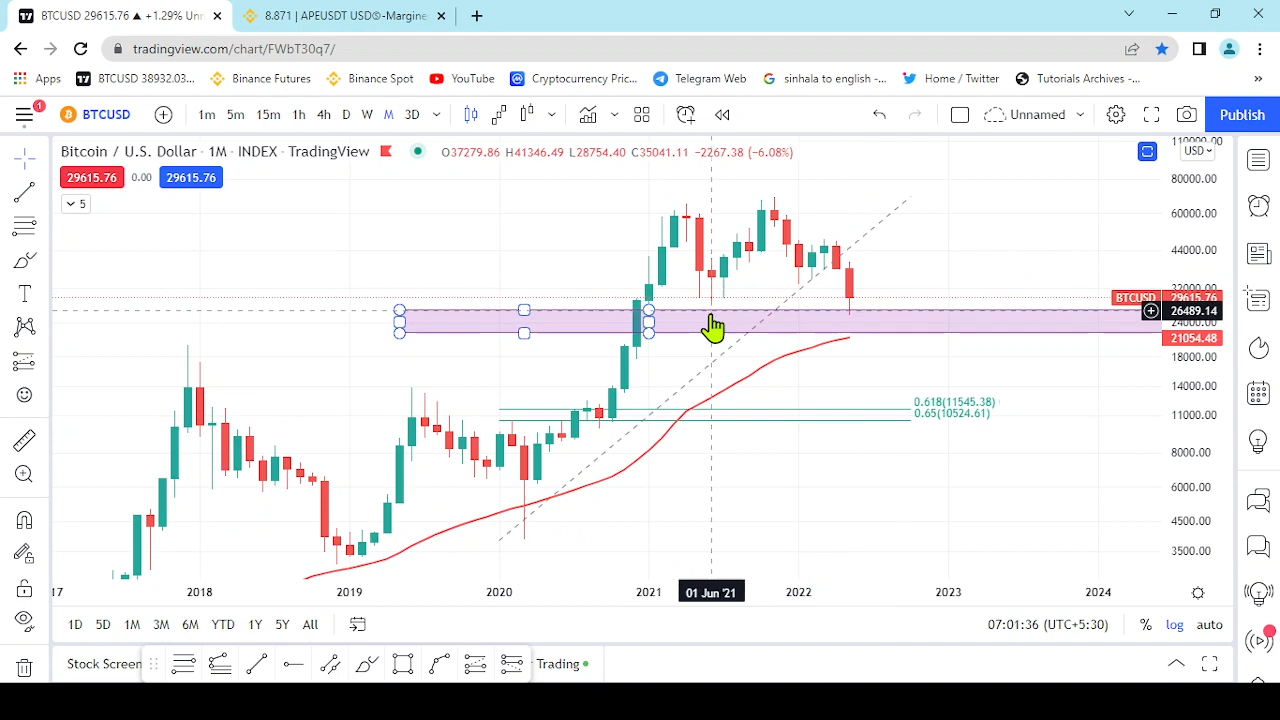 BTCUSD 29615.76 ▲ +1.29% Unn
8.871 | APEUSDT USDⓈ-Margine
tradingview.com/chart/FWbT30q7/
Apps BTCUSD 38932.03... Binance Futures Binance Spot YouTube Cryptocurrency Pric... Telegram Web sinhala to english -... Home / Twitter Tutorials Archives -... »
1 BTCUSD 1m 5m 15m 1h 4h D W M 3D Unnamed Publish
Bitcoin / U.S. Dollar · 1M · INDEX · TradingView O37279.86 H41346.49 L28754.40 C35041.11 -2267.38 (-6.08%)
USD
29615.76 0.00 29615.76
5
80000.00
60000.00
44000.00
BTCUSD 29615.76
26489.14
24000.00
21054.48
18000.00
14000.00
0.618(11545.38)
0.65(10524.61)
11000.00
8000.00
6000.00
4500.00
3500.00
17 2018 2019 2020 2021 01 Jun '21 2022 2023 2024
1D 5D 1M 3M 6M YTD 1Y 5Y All 07:01:36 (UTC+5:30) % log auto
Stock Screen Trading